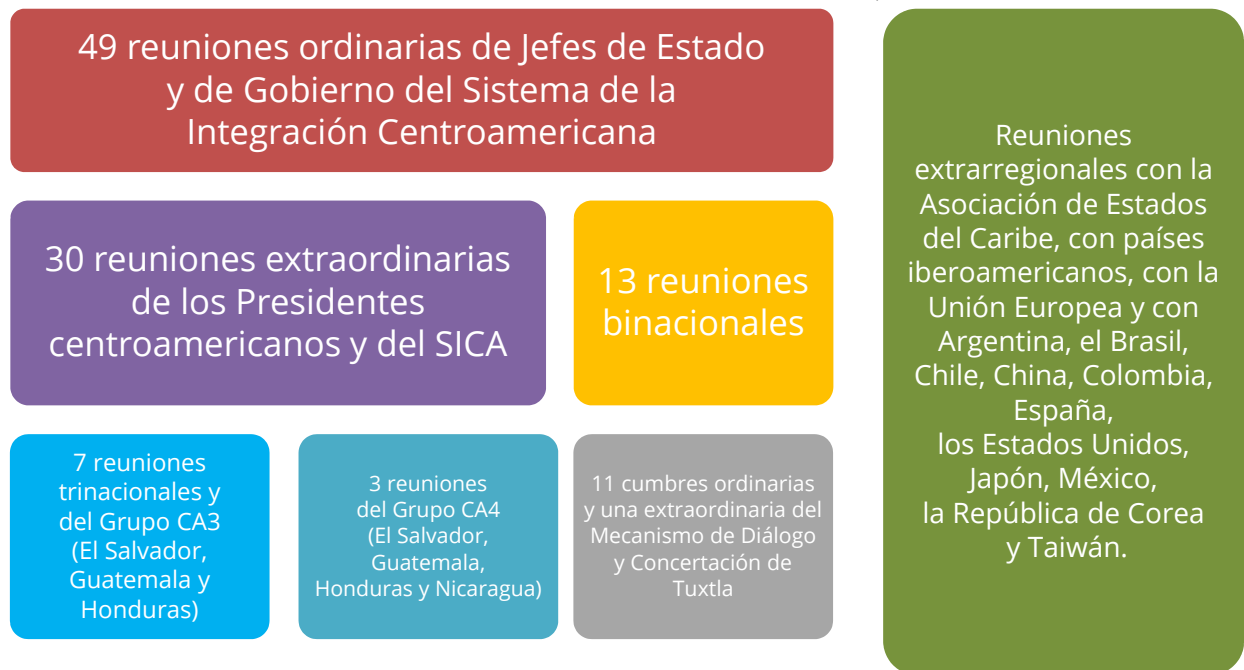 49 reuniones ordinarias de Jefes de Estado
y de Gobierno del Sistema de la
Integración Centroamericana
30 reuniones extraordinarias
de los Presidentes
centroamericanos y del SICA
13 reuniones
binacionales
7 reuniones
trinacionales y
del Grupo CA3
(El Salvador,
Guatemala y
Honduras)
3 reuniones
del Grupo CA4
(El Salvador,
Guatemala,
Honduras y Nicaragua)
11 cumbres ordinarias
y una extraordinaria del
Mecanismo de Diálogo
y Concertación de
Tuxtla
Reuniones
extrarregionales con la
Asociación de Estados
del Caribe, con países
iberoamericanos, con la
Unión Europea y con
Argentina, el Brasil,
Chile, China, Colombia,
España,
los Estados Unidos,
Japón, México,
la República de Corea
y Taiwán.